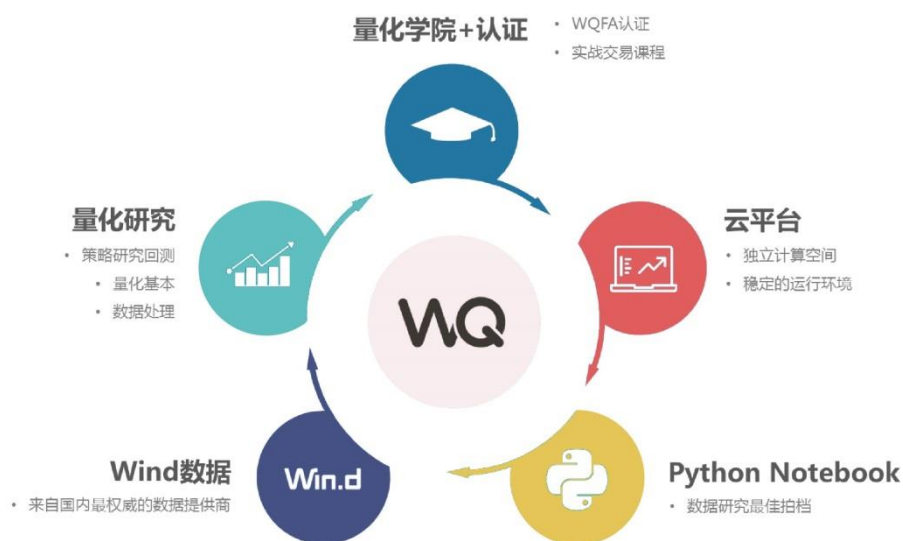 量化学院+认证
• WQFA认证
• 实战交易课程
云平台
• 独立计算空间
• 稳定的运行环境
Python Notebook
• 数据研究最佳拍档
Wind数据
• 来自国内最权威的数据提供商
Win.d
量化研究
• 策略研究回测
• 量化基本
• 数据处理
WQ